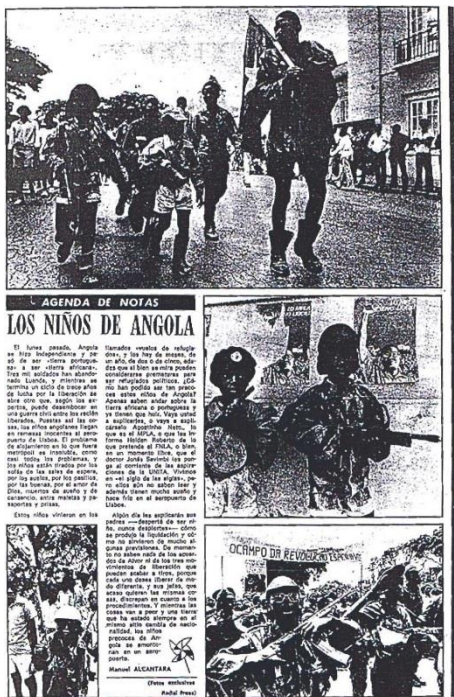 AGENDA DE NOTAS
LOS NIÑOS DE ANGOLA
El lunes pasado, Angola
se hizo independiente y pa-
só de ser «tierra portugue-
sa» a ser «tierra africana».
Tres mil soldados han abando-
nado Luanda, y mientras se
termina un ciclo de trece años
de lucha por la liberación se
abre otro que, según los ex-
pertos, puede desembocar en
una guerra civil entre los recién
liberados. Puestas así las co-
sas, los niños angolanos llegan
en remesas inocentes al aero-
puerto de Lisboa. El problema
de alojamiento en lo que fuera
metrópoli es insoluble, como
casi todos los problemas, y
los niños están tirados por los
sofás de las salas de espera,
por los suelos, por los pasillos,
por las buenas, por el amor de
Dios, muertos de sueño y de
cansancio, entre maletas y pa-
saportes y prisas.
Estos niños vinieron en los
llamados «vuelos de refugia-
dos», y los hay de meses, de
un año, de dos o de cinco, eda-
des que si bien se mira pueden
considerarse prematuras para
ser refugiados políticos. ¿Có-
mo han podido ser tan preco-
ces estos niños de Angola?
Apenas saben andar sobre la
tierra africana o portuguesa y
ya tienen que huir. Vaya usted
a explicarles, o vaya a expli-
cárselo Agostinho Neto, lo
que es el MPLA, o que les in-
forme Holden Roberto de lo
que pretende el FNLA, o bien,
en un momento libre, que el
doctor Jonás Savimbi los pon-
ga al corriente de las aspira-
ciones de la UNITA. Vivimos
en «el siglo de las siglas», pe-
ro ellos aún no saben leer y
además tienen mucho sueño y
hace frío en el aeropuerto de
Lisboa.
Algún día les explicarán sus
padres —despertá de ser ni-
ño, nunca despiertes— cómo
se produjo la liquidación y có-
mo no sirvieron de mucho al-
gunas previsiones. De momen-
to no saben nada de los acuer-
dos de Alvor ni de los tres mo-
vimientos de liberación que
pueden acabar a tiros, porque
cada uno desea liberar de mo-
do diferente, y sus jefes, que
acaso quieren las mismas co-
sas, discrepan en cuanto a los
procedimientos. Y mientras las
cosas van a peor y una tierra
que ha estado siempre en el
mismo sitio cambia de nacio-
nalidad, los niños
precoces de An-
gola se amonto-
nan en un aero-
puerto.
Manuel ALCANTARA
(Fotos exclusivas
Radial Press)
OCAMPO DA REVOLUÇÃO